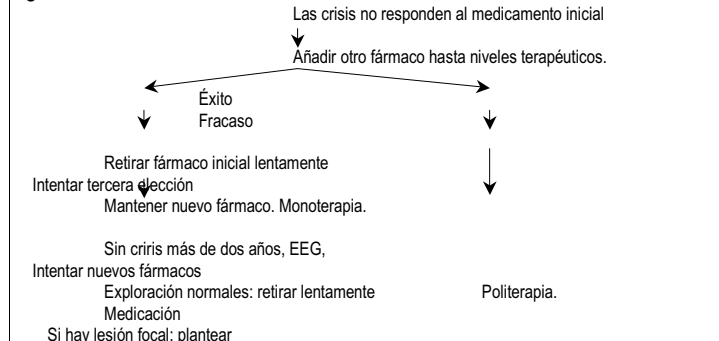 Las crisis no responden al medicamento inicial
Añadir otro fármaco hasta niveles terapéuticos.
Éxito
Fracaso
Retirar fármaco inicial lentamente
Intentar tercera elección
Mantener nuevo fármaco. Monoterapia.
Sin criris más de dos años, EEG,
Intentar nuevos fármacos
Exploración normales: retirar lentamente Politerapia.
Medicación
Si hay lesión focal: plantear